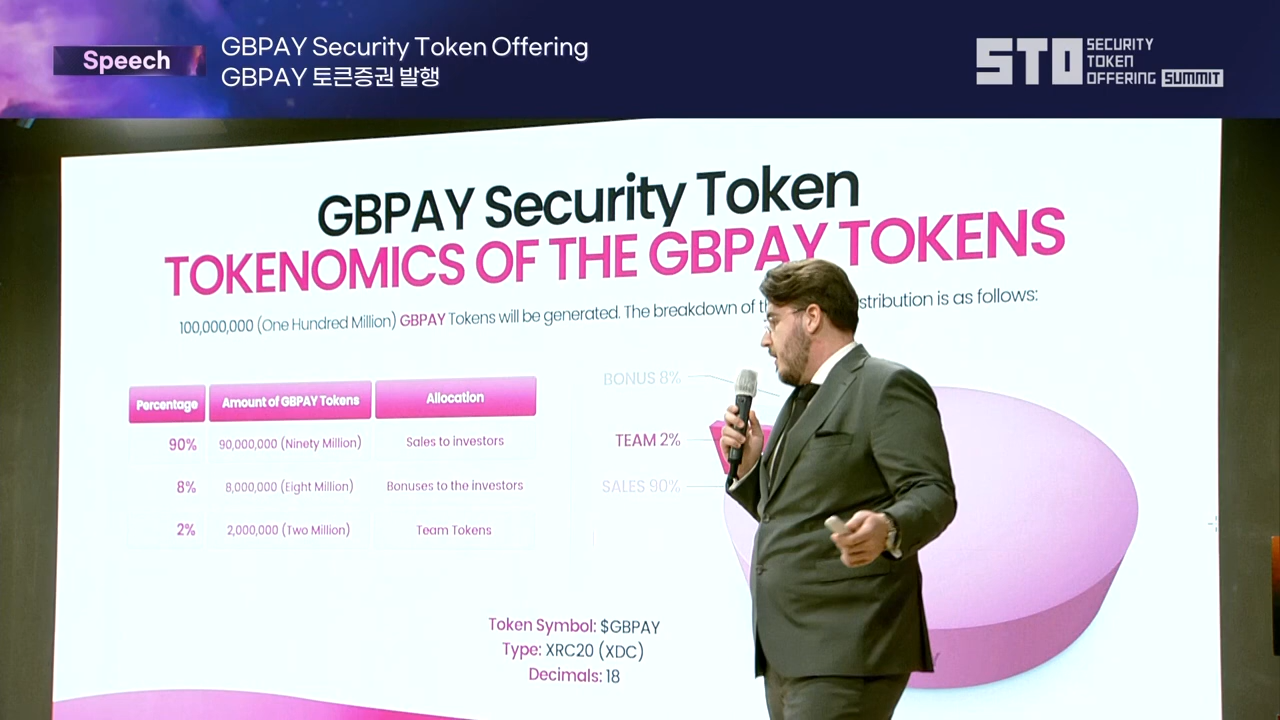 Speech
GBPAY Security Token Offering
GBPAY 토큰증권 발행
STO SECURITY
TOKEN
OFFERING SUMMIT
GBPAY Security Token
TOKENOMICS OF THE GBPAY TOKENS
100,000,000 (One Hundred Million) GBPAY Tokens will be generated. The breakdown of is as follows:
Percentage Amount of GBPAY Tokens Allocation
90% 90,000,000 (Ninety Million) Sales to investors
8% 8,000,000 (Eight Million) Bonuses to the investors
2% 2,000,000 (Two Million) Team Tokens
BONUS 8%
TEAM 2%
SALES 90%
Token Symbol: $GBPAY
Type: XRC20 (XDC)
Decimals: 18